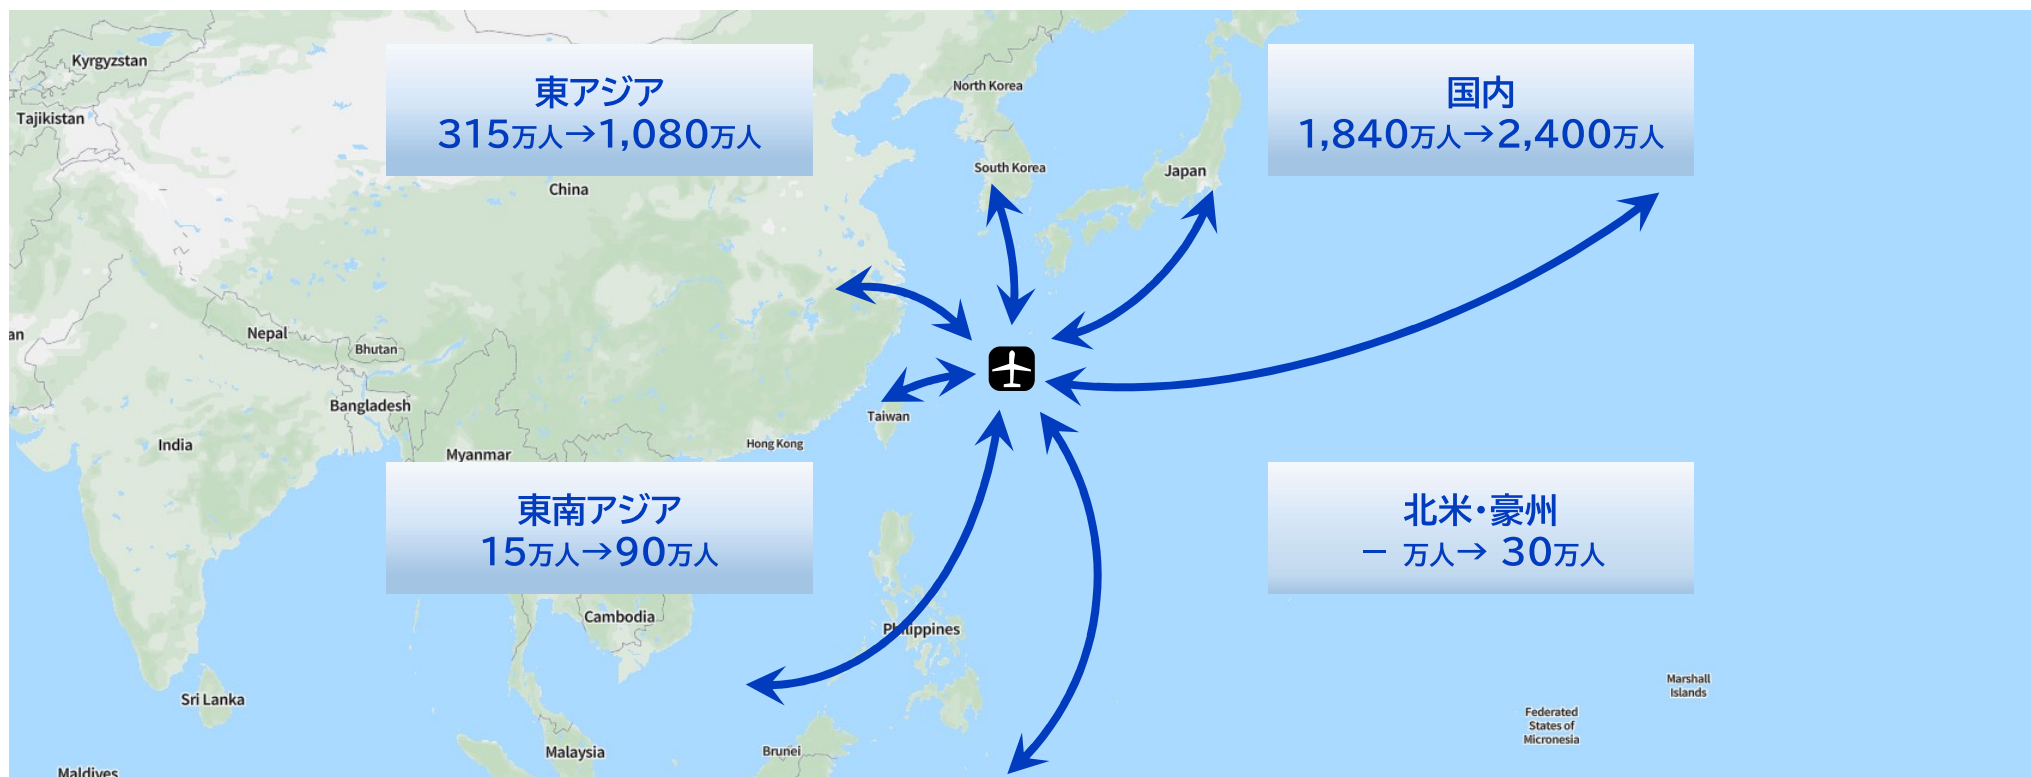 Kyrgyzstan
Tajikistan
東アジア
315万人→1,080万人
North Korea
South Korea
Japan
国内
1,840万人→2,400万人
China
an
Nepal
Bhutan
Bangladesh
India
Myanmar
Hong Kong
Taiwan
東南アジア
15万人→90万人
北米・豪州
－ 万人→ 30万人
Cambodia
Philippines
Sri Lanka
Malaysia
Brunei
Maldives
Marshall
Islands
Federated
States of
Micronesia